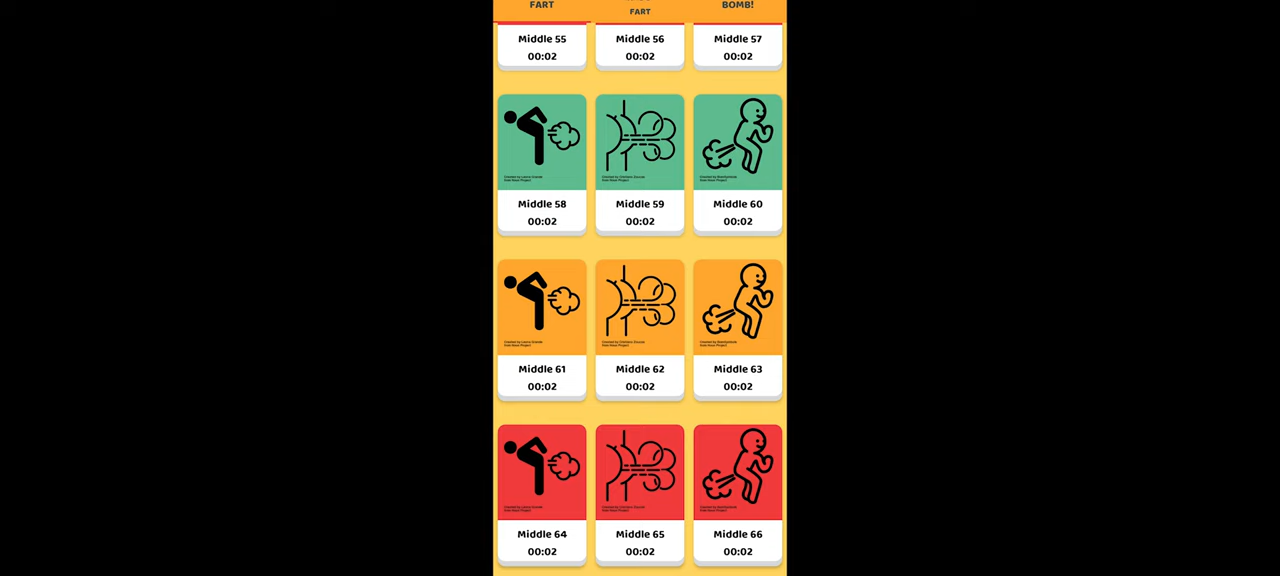 FART
FART
BOMB!
Middle 55
00:02
Middle 56
00:02
Middle 57
00:02
Middle 58
00:02
Middle 59
00:02
Middle 60
00:02
Middle 61
00:02
Middle 62
00:02
Middle 63
00:02
Middle 64
00:02
Middle 65
00:02
Middle 66
00:02